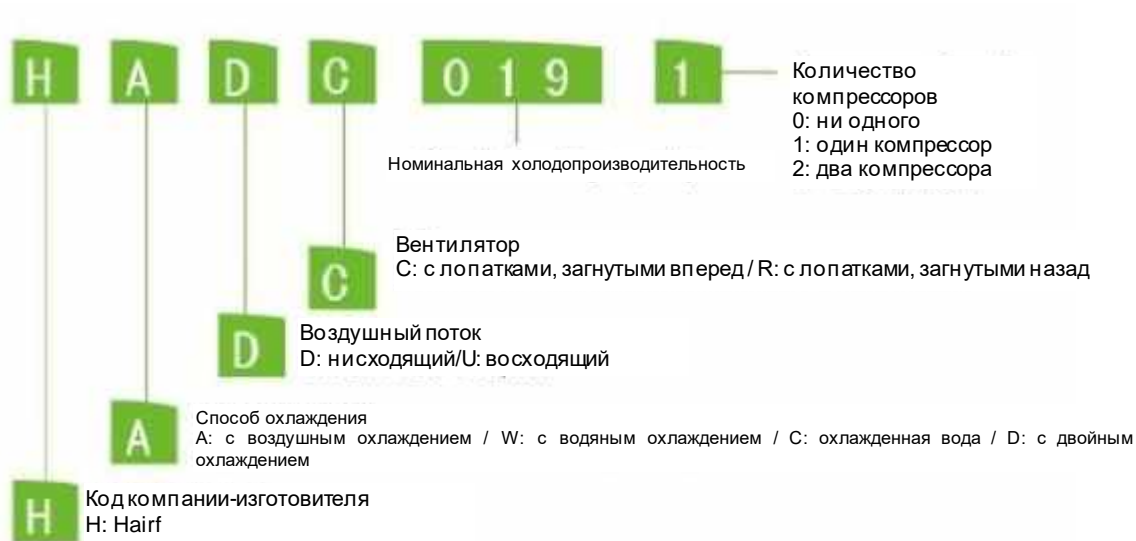 H A D C 019 1
Количество
компрессоров
0: ни одного
1: один компрессор
2: два компрессора
Номинальная холодопроизводительность
C
Вентилятор
C: с лопатками, загнутыми вперед / R: с лопатками, загнутыми назад
D
Воздушный поток
D: нисходящий/U: восходящий
A
Способ охлаждения
A: с воздушным охлаждением / W: с водяным охлаждением / C: охлажденная вода / D: с двойным
охлаждением
H
Код компании-изготовителя
H: Hairf